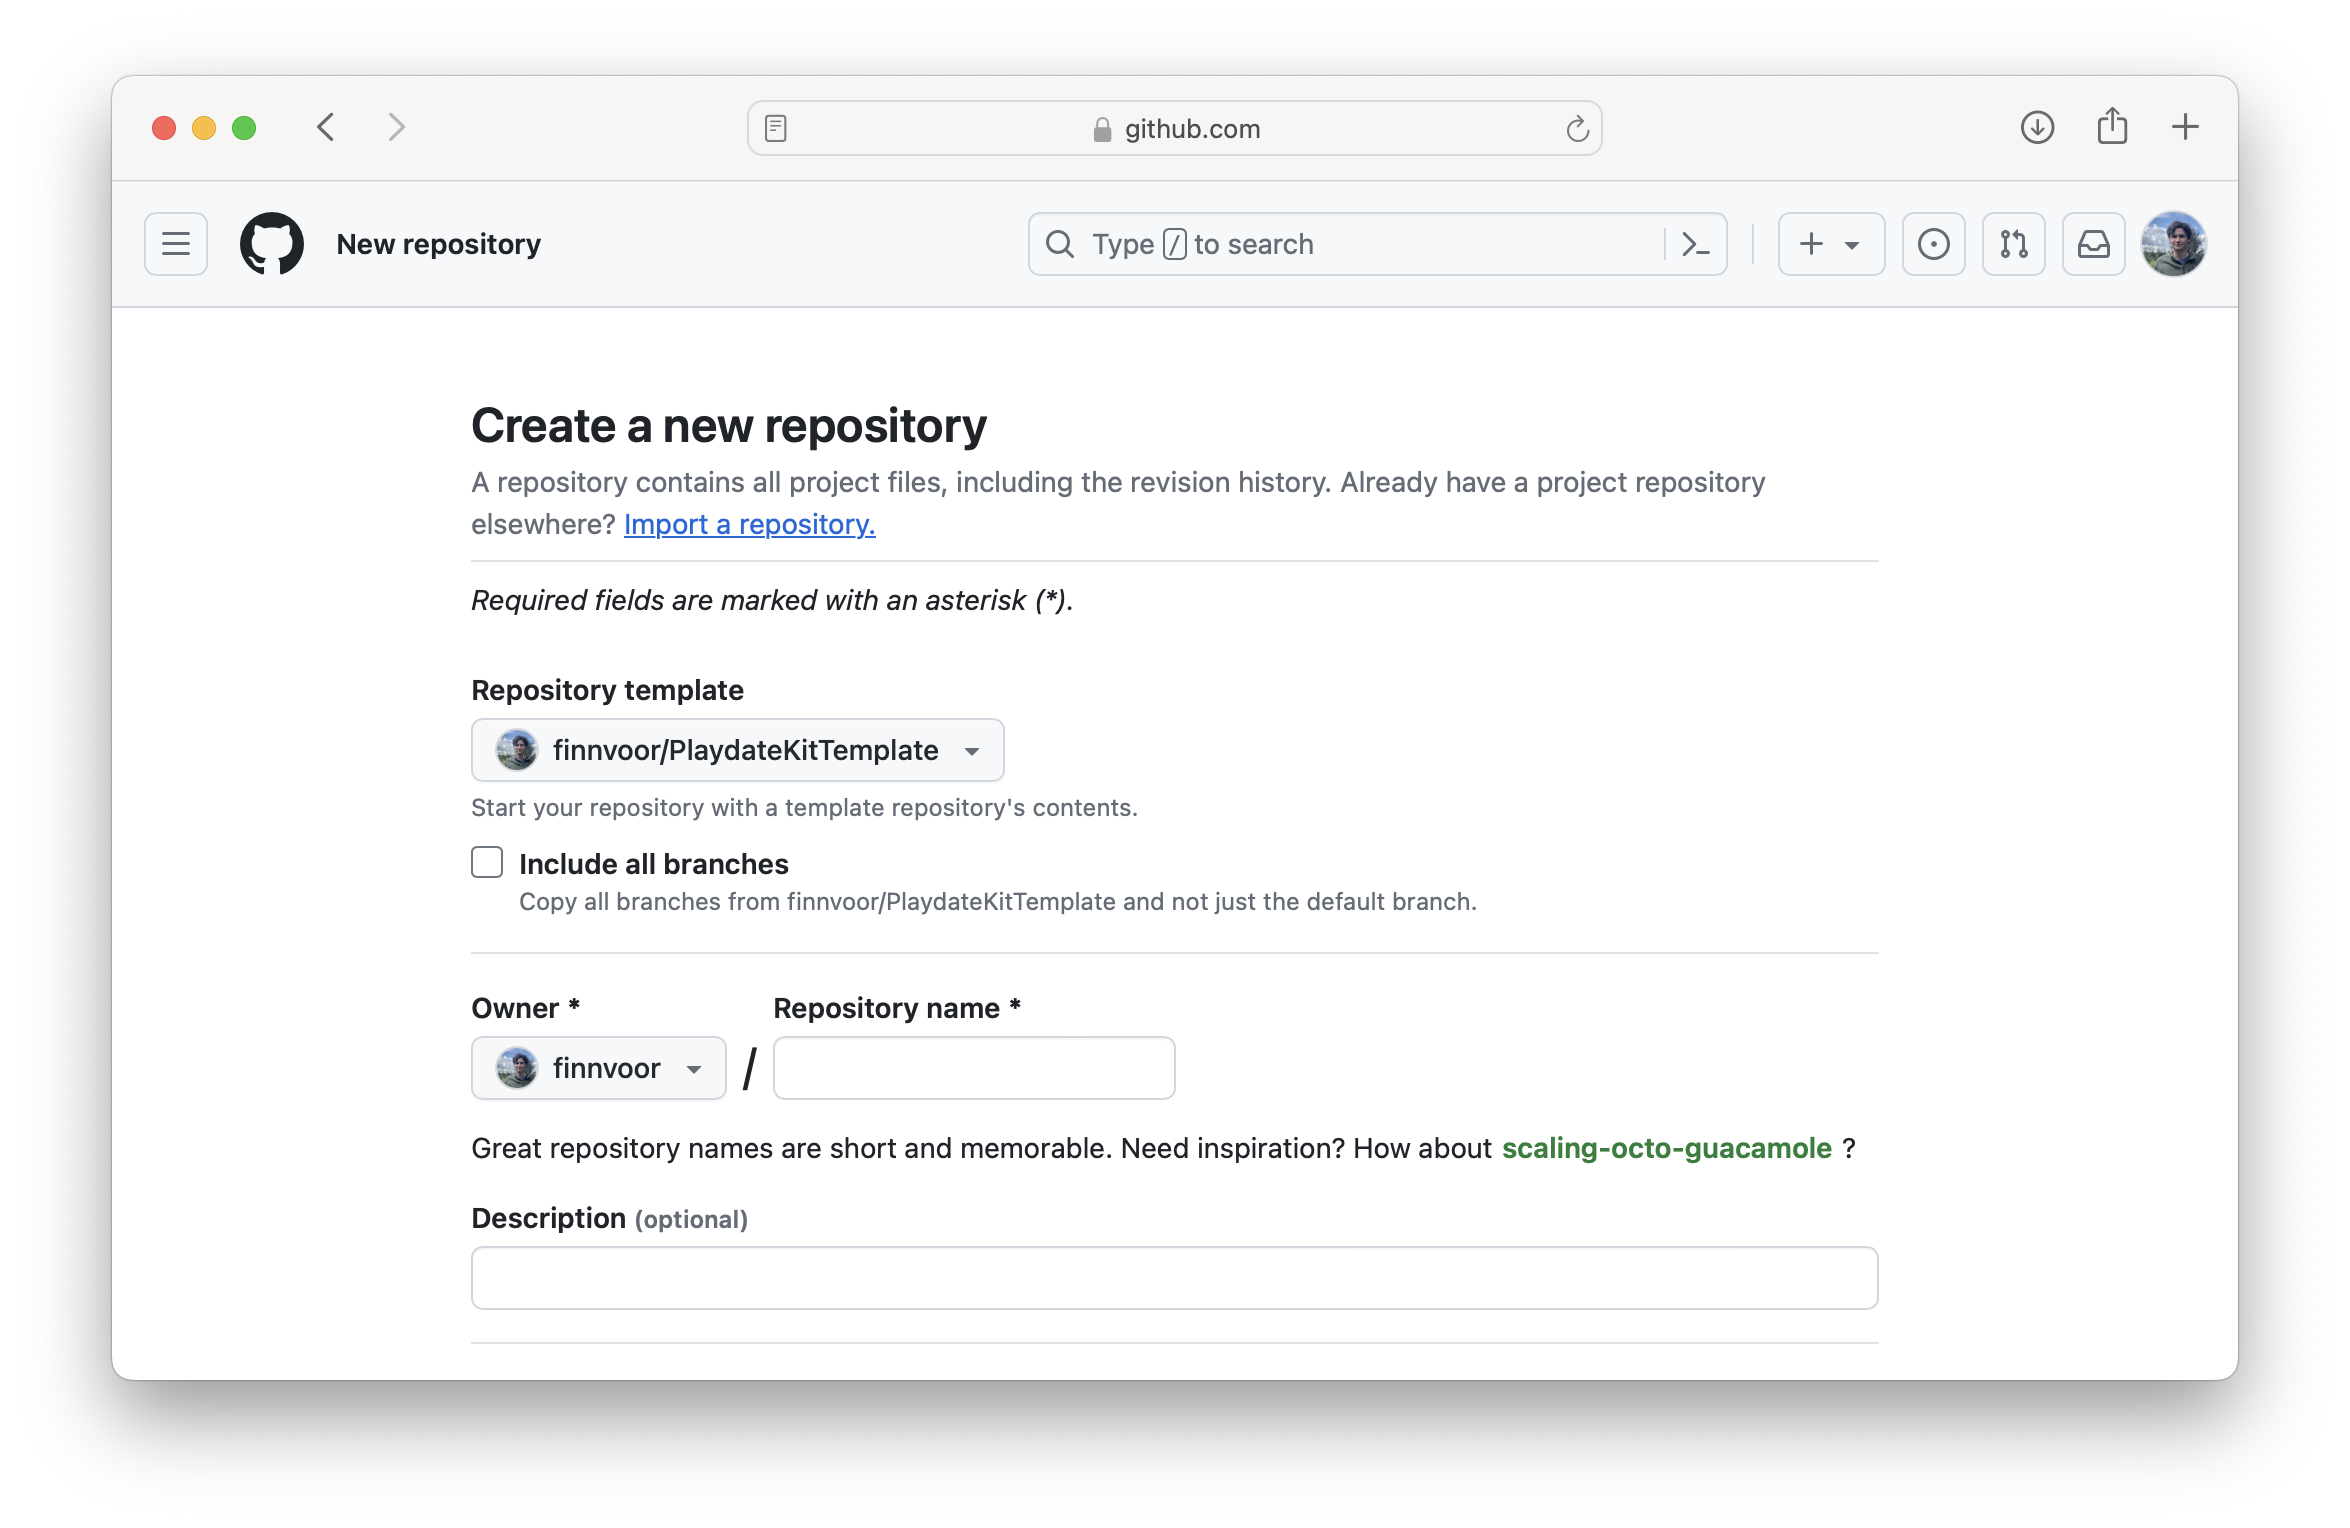 github.com
New repository
Type / to search
Create a new repository
A repository contains all project files, including the revision history. Already have a project repository
elsewhere? Import a repository.
Required fields are marked with an asterisk (*).
Repository template
finnvoor/PlaydateKitTemplate
Start your repository with a template repository's contents.
Include all branches
Copy all branches from finnvoor/PlaydateKitTemplate and not just the default branch.
Owner * Repository name *
finnvoor /
Great repository names are short and memorable. Need inspiration? How about scaling-octo-guacamole ?
Description (optional)